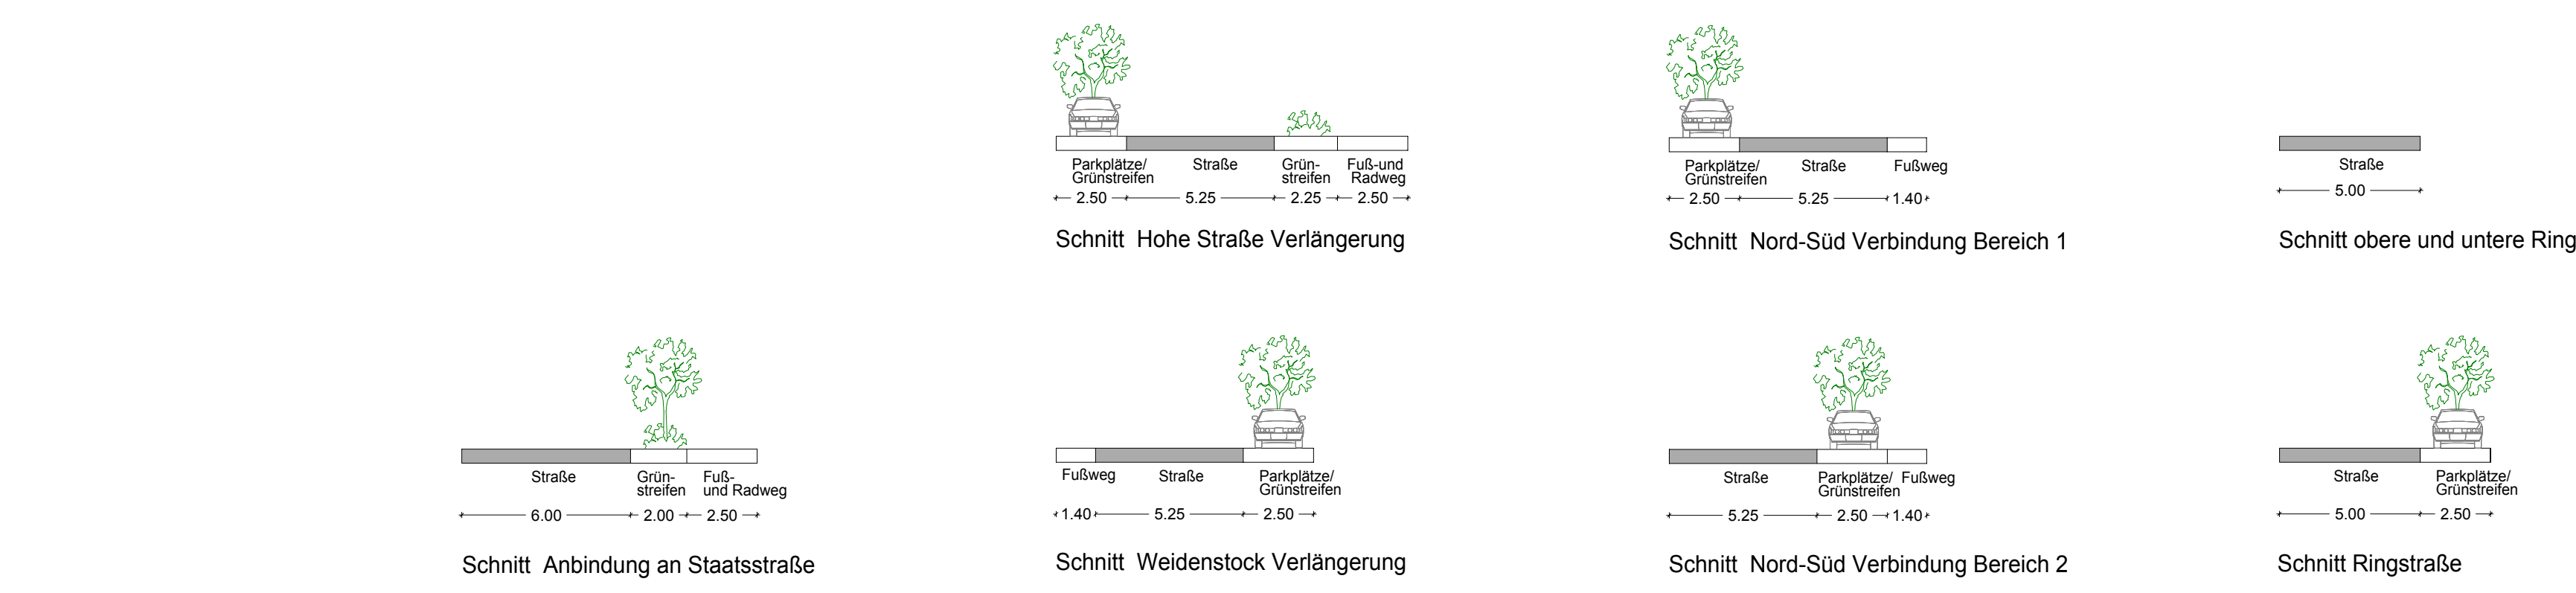 Parkplätze/
Grünstreifen
Straße
Grün-
streifen
Fuß-und
Radweg
2.50
5.25
2.25
2.50
Schnitt Hohe Straße Verlängerung
Parkplätze/
Grünstreifen
Straße
Fußweg
2.50
5.25
1.40
Schnitt Nord-Süd Verbindung Bereich 1
Straße
5.00
Schnitt obere und untere Ring
Straße
Grün-
streifen
Fuß-
und Radweg
6.00
2.00
2.50
Schnitt Anbindung an Staatsstraße
Fußweg
Straße
Parkplätze/
Grünstreifen
1.40
5.25
2.50
Schnitt Weidenstock Verlängerung
Straße
Parkplätze/
Grünstreifen
Fußweg
5.25
2.50
1.40
Schnitt Nord-Süd Verbindung Bereich 2
Straße
Parkplätze/
Grünstreifen
5.00
2.50
Schnitt Ringstraße